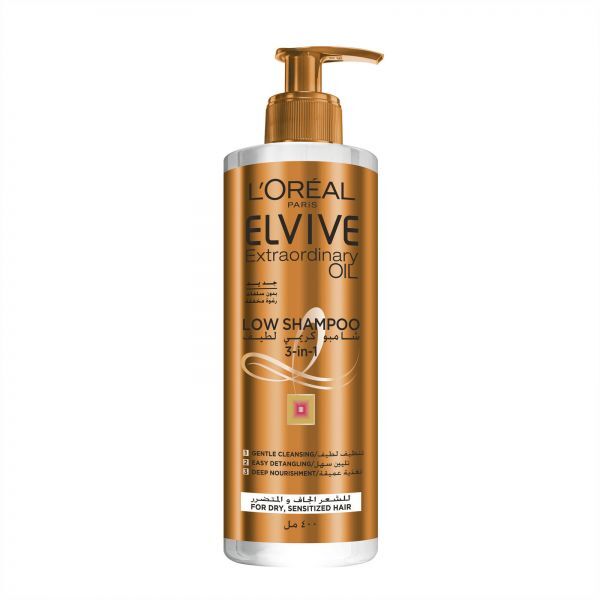 L'ORÉAL
PARIS
ELVIVE
Extraordinary
OIL
جديد
بدون سلفات
رغوة مخففة
LOW SHAMPOO
شامبو كريمي لطيف
3-in-1
1 GENTLE CLEANSING/تنظيف لطيف
2 EASY DETANGLING/تليين سهل
3 DEEP NOURISHMENT/تغذية عميقة
للشعر الجاف و المتضرر
FOR DRY, SENSITIZED HAIR
٤٠٠ مل